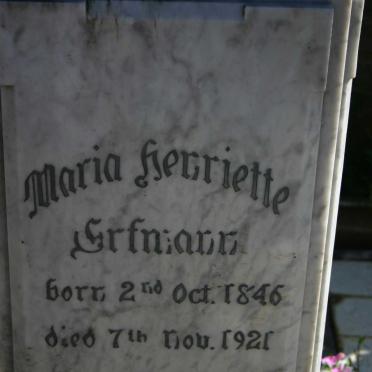 Maria Henriette
Erfmann
born 2nd Oct. 1846
died 7th Nov. 1921